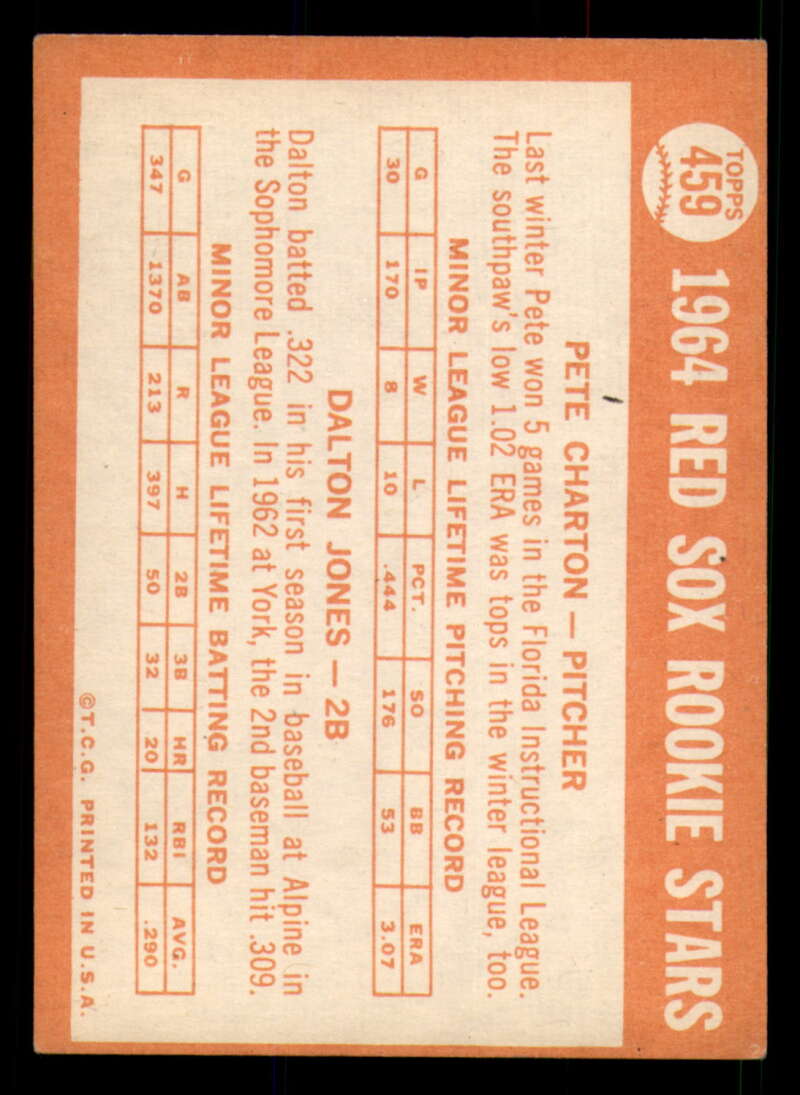 TOPPS
459
1964 RED SOX ROOKIE STARS
PETE CHARTON — PITCHER
Last winter Pete won 5 games in the Florida Instructional League.
The southpaw's low 1.02 ERA was tops in the winter league, too.
MINOR LEAGUE LIFETIME PITCHING RECORD
G IP W L PCT. SO BB ERA
30 170 8 10 .444 176 53 3.07
DALTON JONES — 2B
Dalton batted .322 in his first season in baseball at Alpine in
the Sophomore League. In 1962 at York, the 2nd baseman hit .309.
MINOR LEAGUE LIFETIME BATTING RECORD
G AB R H 2B 3B HR RBI AVG.
347 1370 213 397 50 32 20 132 .290
©T.C.G. PRINTED IN U.S.A.